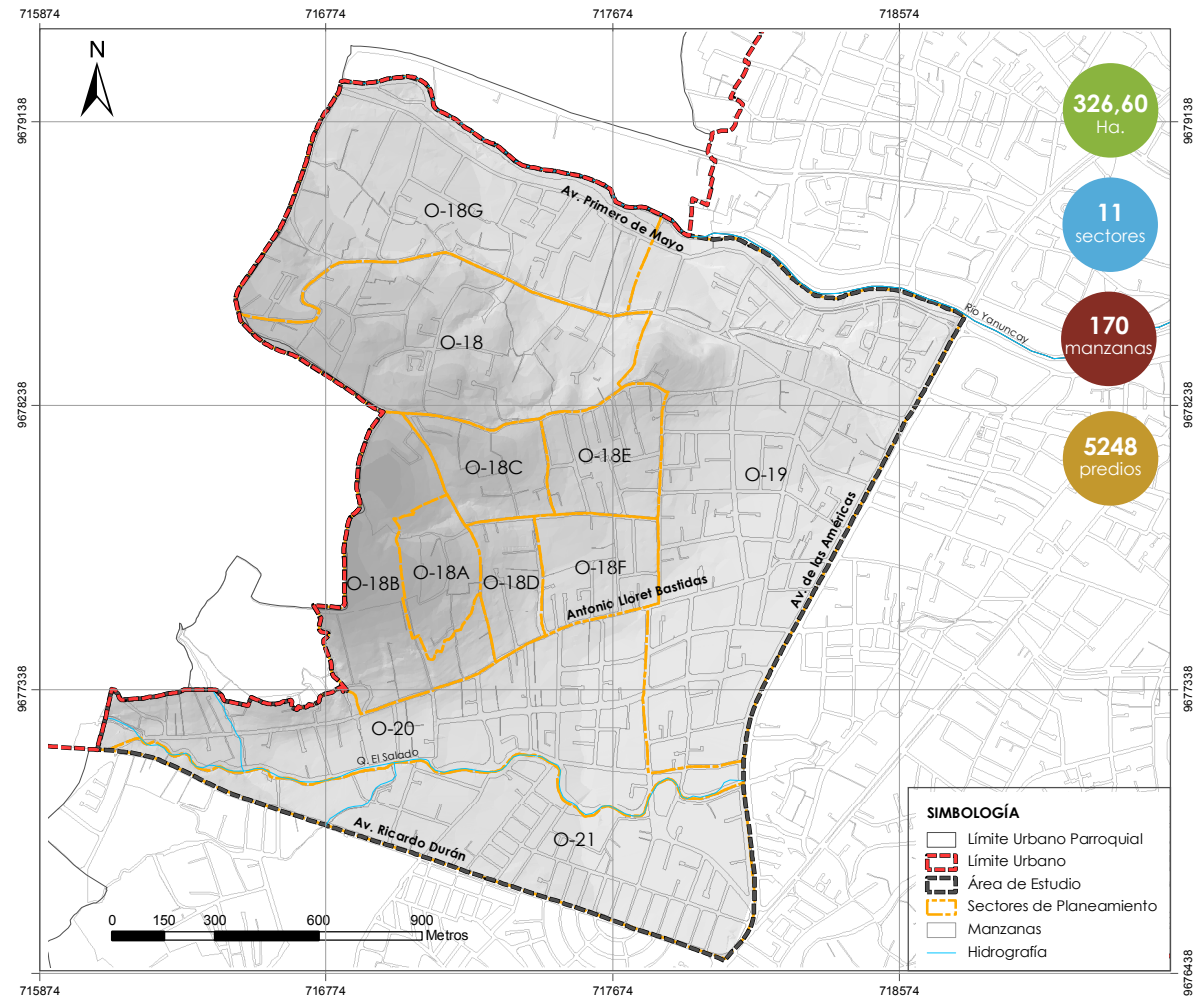 715874
716774
717674
718574
N
9679138
9679138
326,60
Ha.
11
sectores
O-18G
Av. Primero de Mayo
Río Yanuncay
170
manzanas
O-18
9678238
9678238
5248
predios
O-18C
O-18E
O-19
Av. de las Américas
O-18B
O-18A
O-18D
O-18F
Antonio Lloret Bastidas
9677338
9677338
O-20
Q. El Salado
Av. Ricardo Durán
O-21
SIMBOLOGÍA
Límite Urbano Parroquial
Límite Urbano
Área de Estudio
Sectores de Planeamiento
Manzanas
Hidrografía
0 150 300 600 900
Metros
9676438
9676438
715874
716774
717674
718574